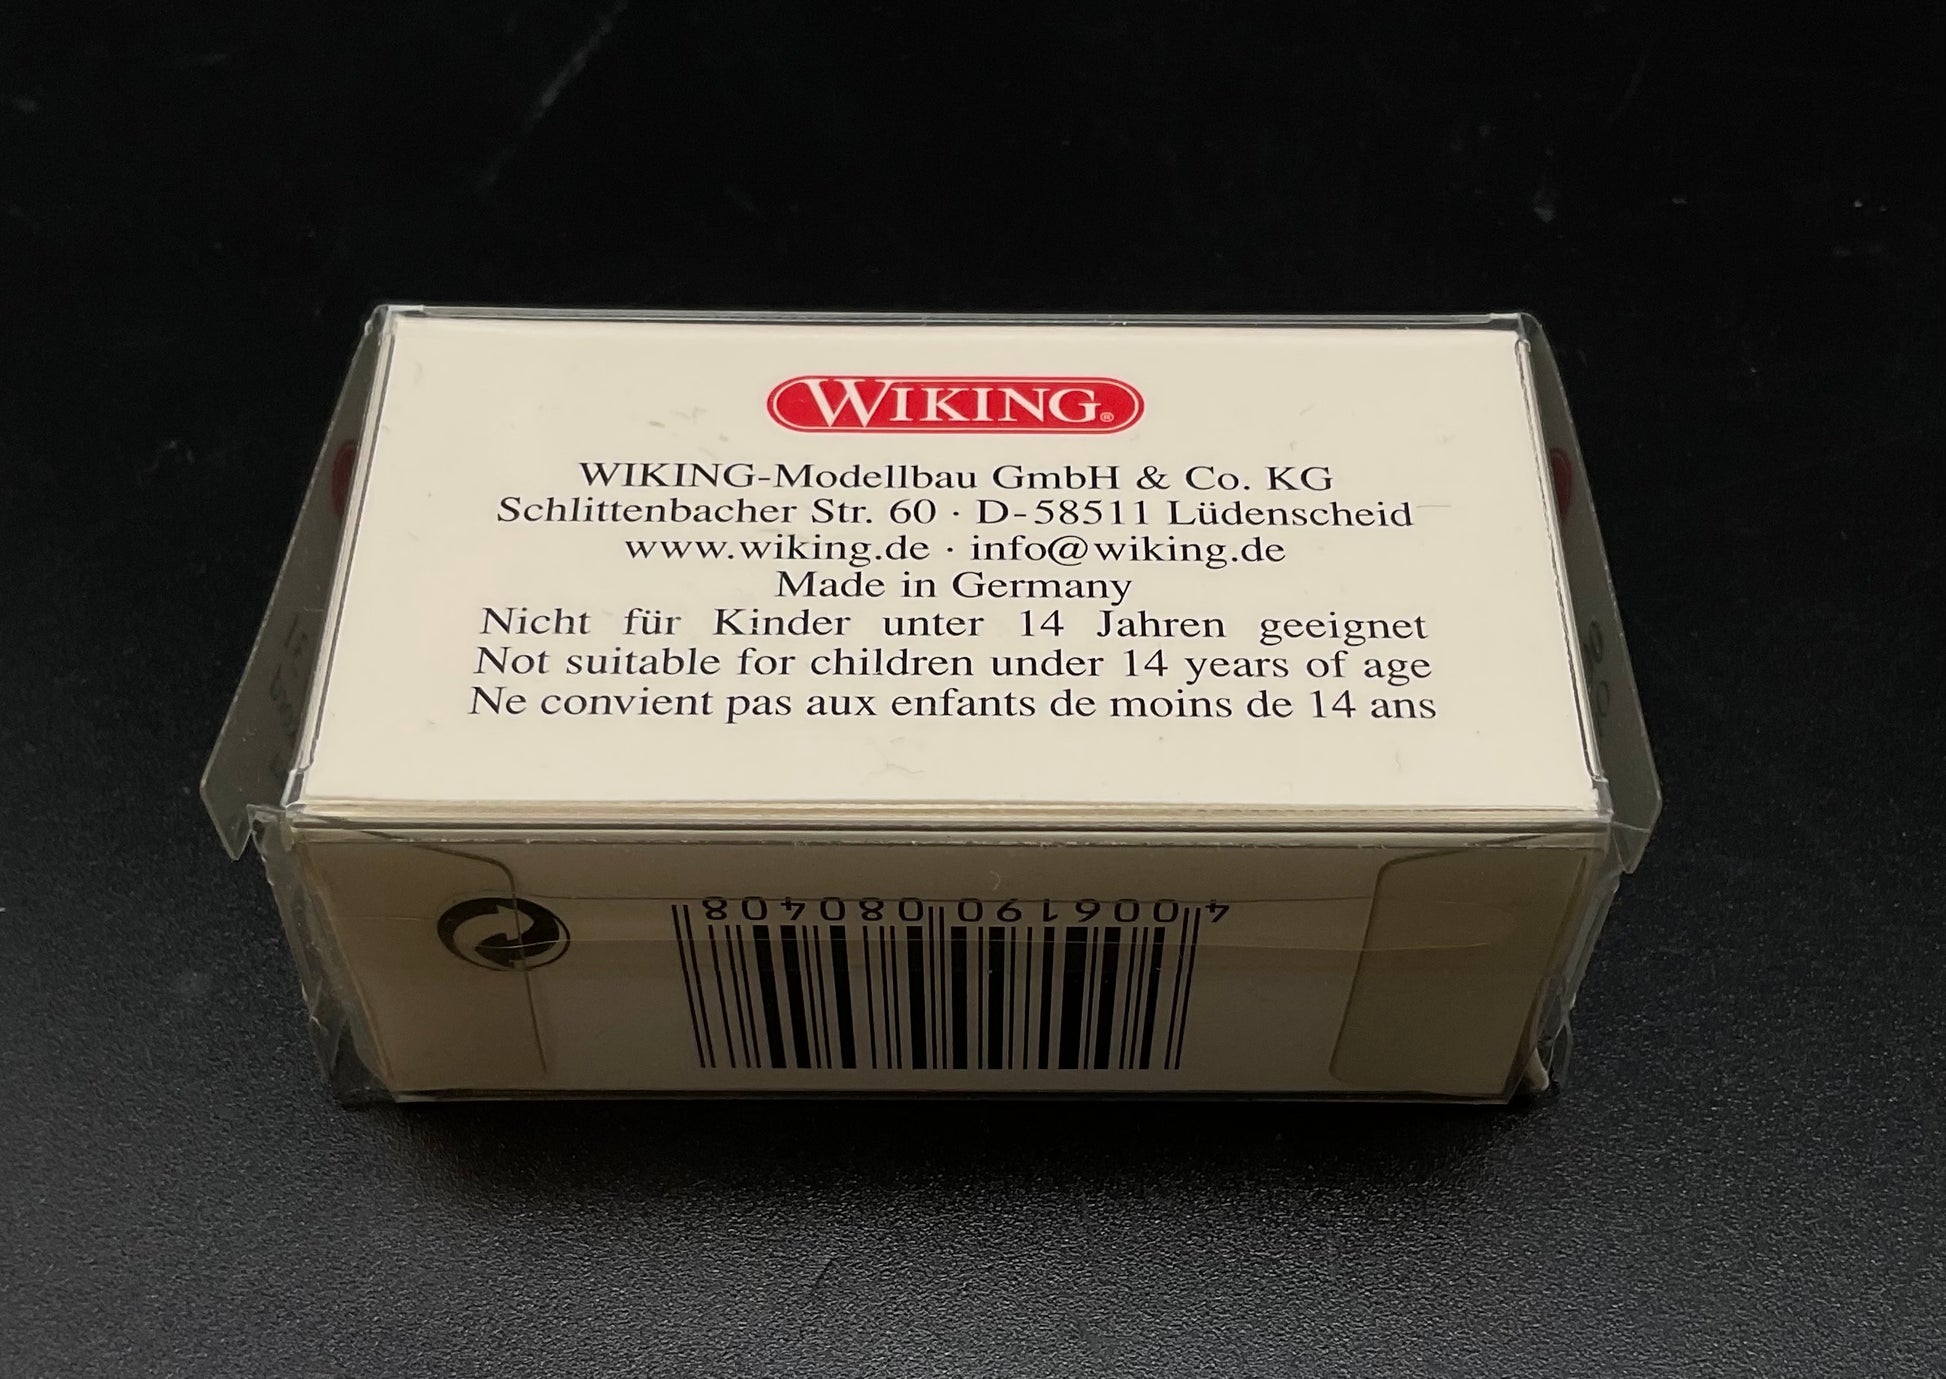 WIKING®
WIKING-Modellbau GmbH & Co. KG
Schlittenbacher Str. 60 · D-58511 Lüdenscheid
www.wiking.de · info@wiking.de
Made in Germany
Nicht für Kinder unter 14 Jahren geeignet
Not suitable for children under 14 years of age
Ne convient pas aux enfants de moins de 14 ans
4 006190 080408